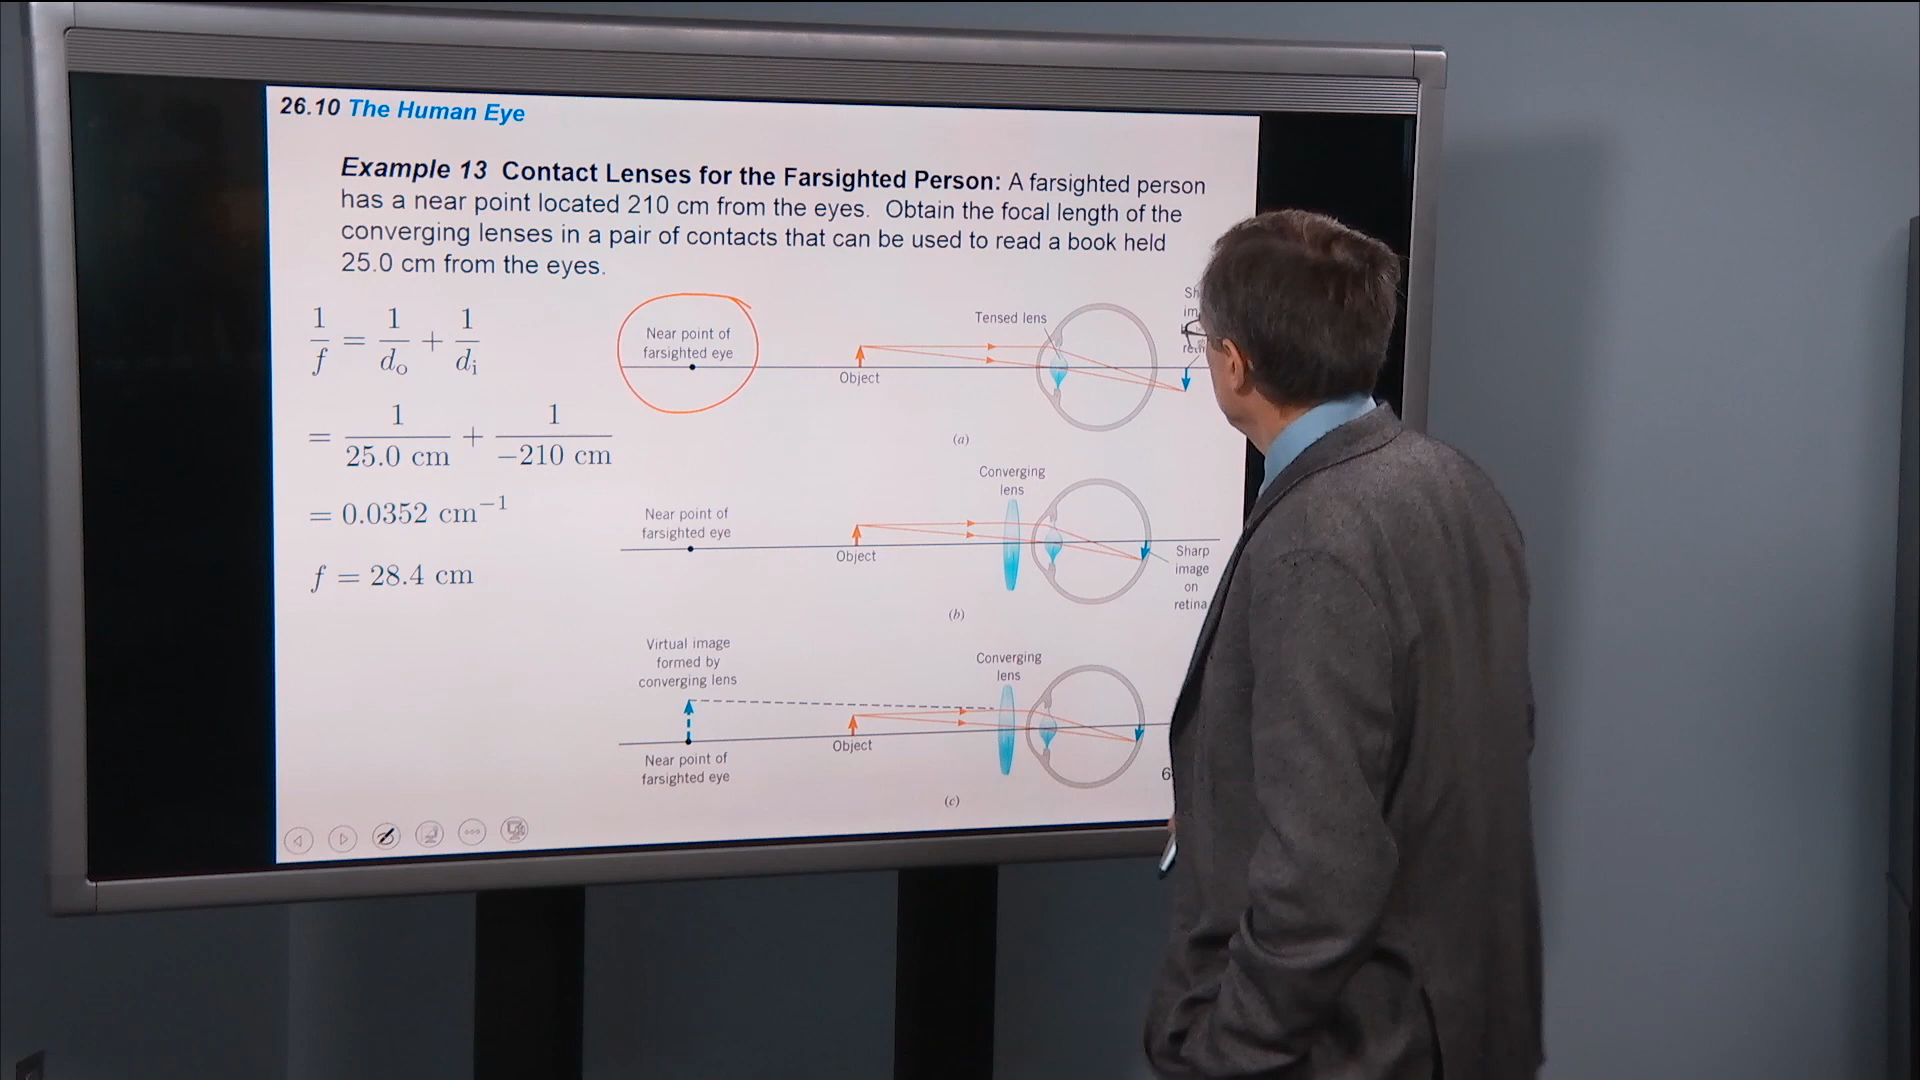 26.10 The Human Eye
Example 13 Contact Lenses for the Farsighted Person: A farsighted person
has a near point located 210 cm from the eyes. Obtain the focal length of the
converging lenses in a pair of contacts that can be used to read a book held
25.0 cm from the eyes.
1/f = 1/dₒ + 1/dᵢ
= 1/25.0 cm + 1/−210 cm
= 0.0352 cm⁻¹
f = 28.4 cm
Near point of
farsighted eye
Object
Tensed lens
(a)
Near point of
farsighted eye
Object
Converging
lens
Sharp
image
on
retina
(b)
Virtual image
formed by
converging lens
Near point of
farsighted eye
Object
Converging
lens
(c)